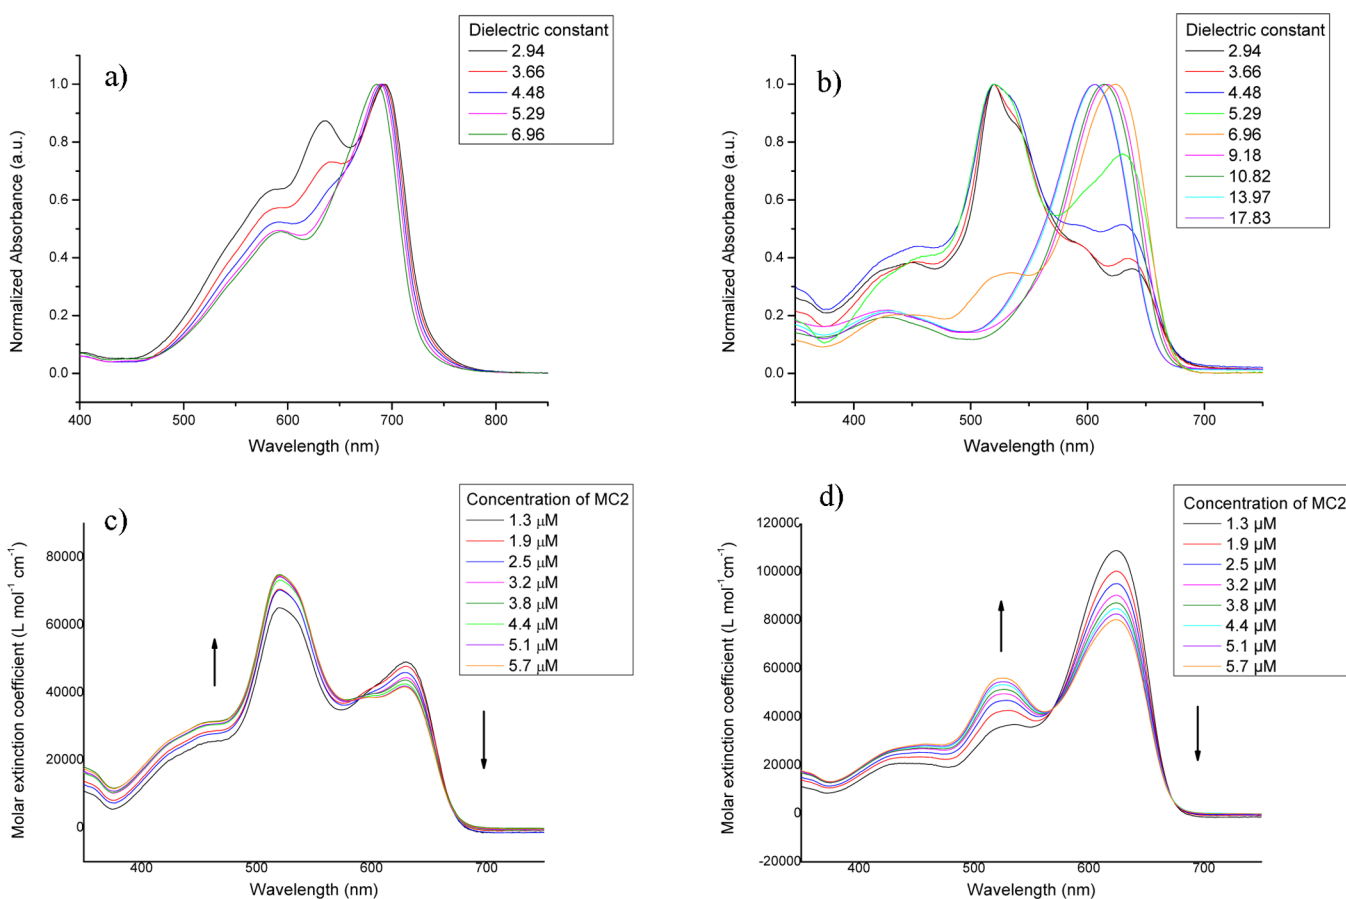 a)
Dielectric constant
2.94
3.66
4.48
5.29
6.96
1.0
0.8
0.6
0.4
0.2
0.0
Normalized Absorbance (a.u.)
400 500 600 700 800
Wavelength (nm)
b)
Dielectric constant
2.94
3.66
4.48
5.29
6.96
9.18
10.82
13.97
17.83
1.0
0.8
0.6
0.4
0.2
0.0
Normalized Absorbance (a.u.)
400 500 600 700
Wavelength (nm)
c)
Concentration of MC2
1.3 μM
1.9 μM
2.5 μM
3.2 μM
3.8 μM
4.4 μM
5.1 μM
5.7 μM
80000
60000
40000
20000
0
Molar extinction coefficient (L mol⁻¹ cm⁻¹)
400 500 600 700
Wavelength (nm)
d)
Concentration of MC2
1.3 µM
1.9 µM
2.5 µM
3.2 µM
3.8 µM
4.4 µM
5.1 µM
5.7 µM
120000
100000
80000
60000
40000
20000
0
-20000
Molar extinction coefficient (L mol⁻¹ cm⁻¹)
400 500 600 700
Wavelength (nm)